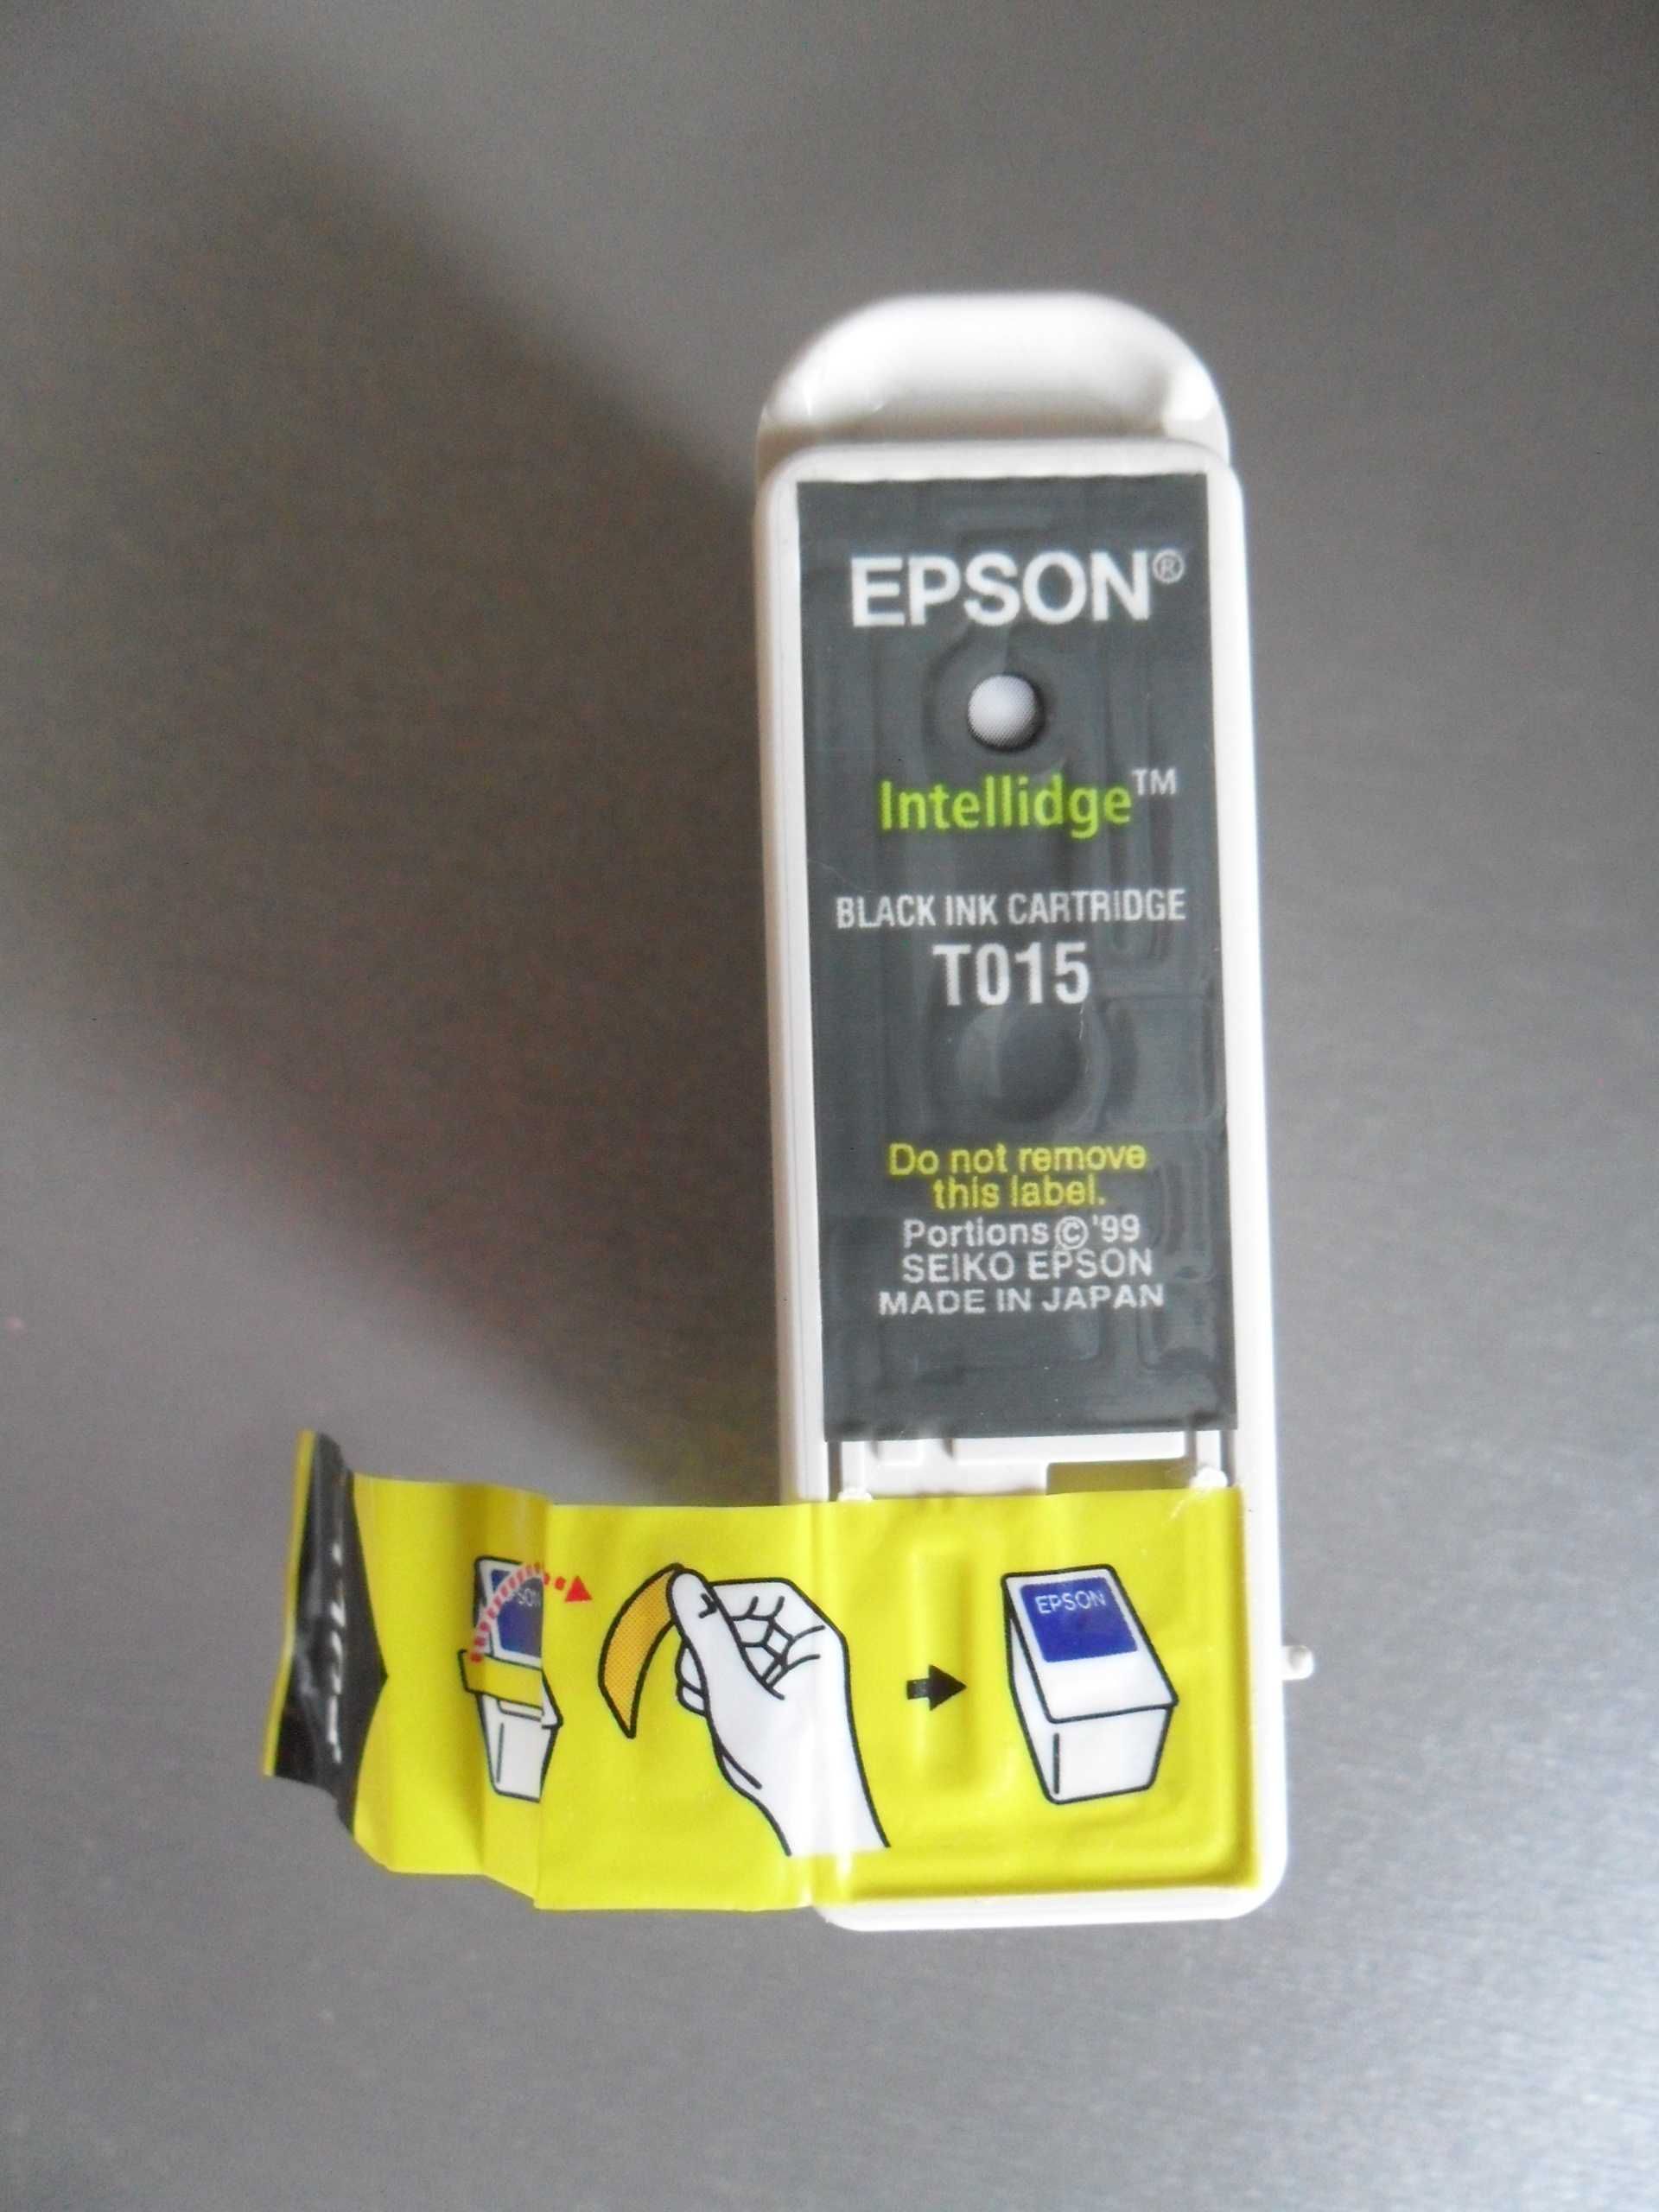 EPSON®
Intellidge™
BLACK INK CARTRIDGE
T015
Do not remove
this label.
Portions©'99
SEIKO EPSON
MADE IN JAPAN
EPSON
PSON